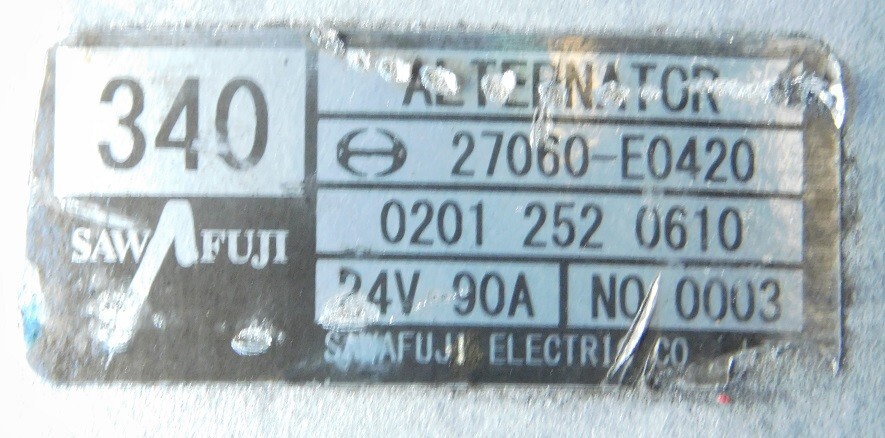 340
SAWAFUJI
ALTERNATOR
27060-E0420
0201 252 0610
24V 90A
NO 0003
SAWAFUJI ELECTRIC CO